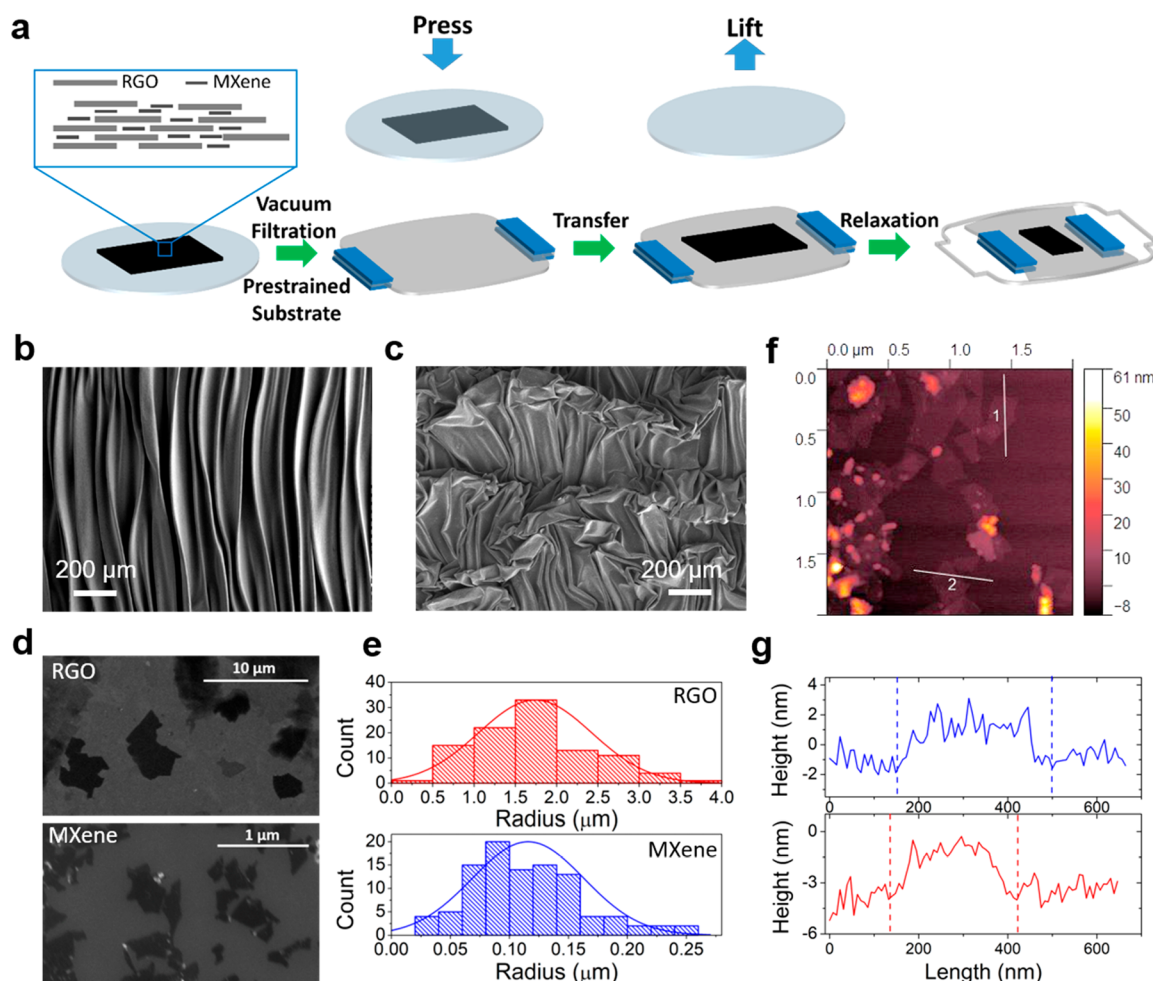 a
Press
Lift
RGO MXene
Vacuum
Filtration
Prestrained
Substrate
Transfer
Relaxation
b
200 μm
c
200 μm
f
0.0 μm 0.5 1.0 1.5
0.0
0.5
1.0
1.5
1
2
61 nm
50
40
30
20
10
−8
d
RGO
10 μm
MXene
1 μm
e
RGO
Count
40
30
20
10
0
0.0 0.5 1.0 1.5 2.0 2.5 3.0 3.5 4.0
Radius (μm)
MXene
Count
20
15
10
5
0
0.00 0.05 0.10 0.15 0.20 0.25
Radius (μm)
g
Height (nm)
4
2
0
-2
0 200 400 600
Height (nm)
0
-3
-6
0 200 400 600
Length (nm)